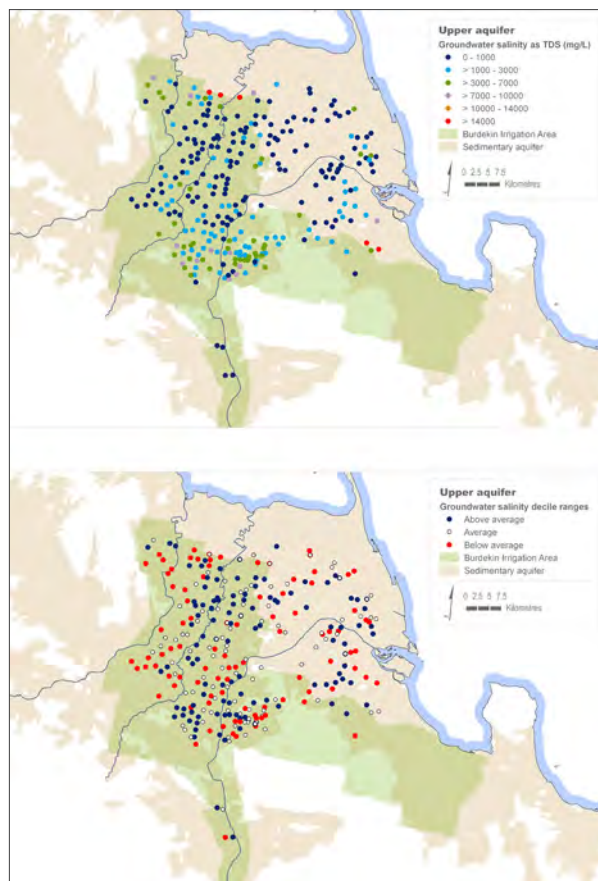 Upper aquifer
Groundwater salinity as TDS (mg/L)
0 - 1000
> 1000 - 3000
> 3000 - 7000
> 7000 - 10000
> 10000 - 14000
> 14000
Burdekin Irrigation Area
Sedimentary aquifer
0 2.5 5 7.5
Kilomitres
Upper aquifer
Groundwater salinity decile ranges
Above average
Average
Below average
Burdekin Irrigation Area
Sedimentary aquifer
0 2.5 5 7.5
Kilomitres